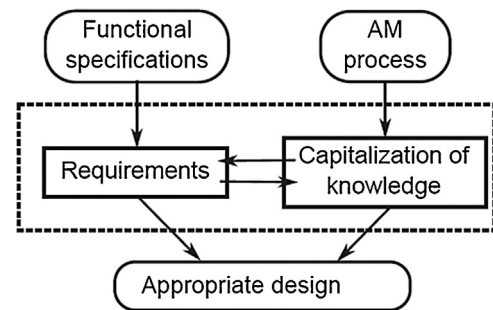 Functional
specifications
AM
process
Requirements
Capitalization of
knowledge
Appropriate design